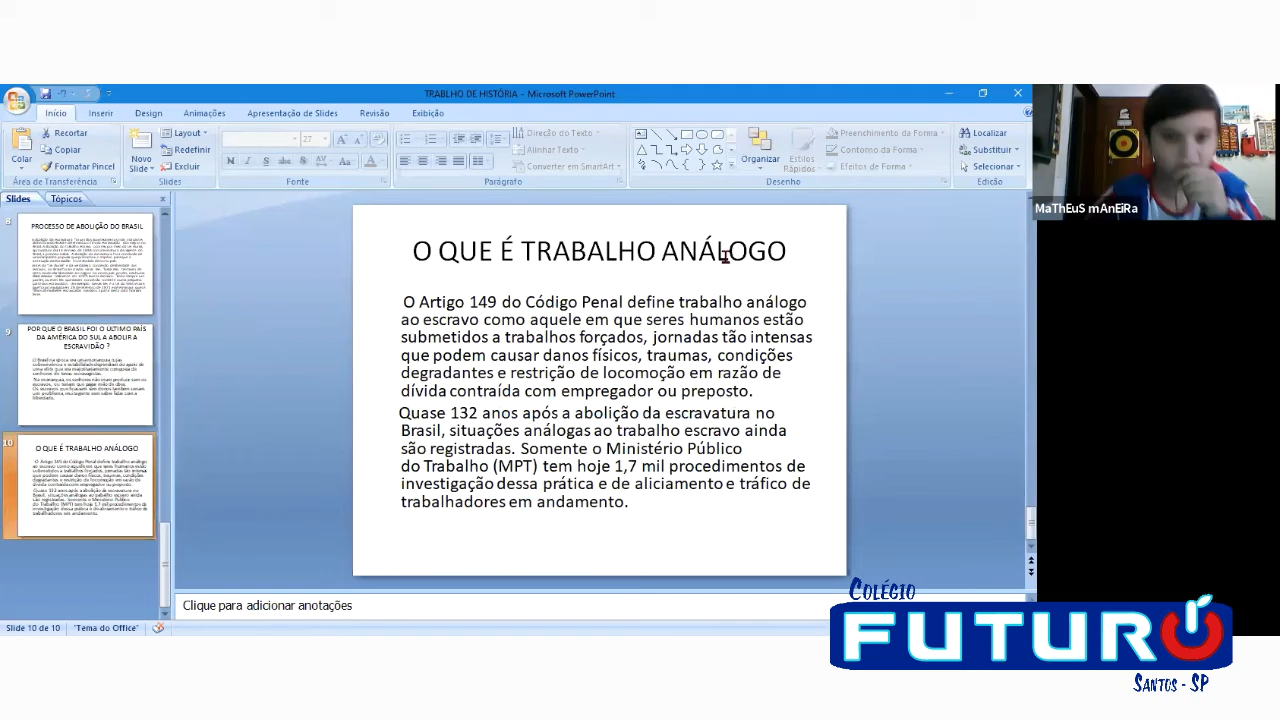 TRABLHO DE HISTÓRIA - Microsoft PowerPoint
Início Inserir Design Animações Apresentação de Slides Revisão Exibição
Colar
Recortar
Copiar
Formatar Pincel
Área de Transferência
Novo Slide
Layout
Redefinir
Excluir
Slides
27
N I S abc AV Aa A
Fonte
Direção do Texto
Alinhar Texto
Converter em SmartArt
Parágrafo
Organizar
Estilos Rápidos
Preenchimento da Forma
Contorno da Forma
Efeitos de Forma
Desenho
Localizar
Substituir
Selecionar
Edição
Slides Tópicos
8
PROCESSO DE ABOLIÇÃO DO BRASIL
9
POR QUE O BRASIL FOI O ÚLTIMO PAÍS
DA AMÉRICA DO SUL A ABOLIR A
ESCRAVIDÃO ?
10
O QUE É TRABALHO ANÁLOGO
O QUE É TRABALHO ANÁLOGO
O Artigo 149 do Código Penal define trabalho análogo
ao escravo como aquele em que seres humanos estão
submetidos a trabalhos forçados, jornadas tão intensas
que podem causar danos físicos, traumas, condições
degradantes e restrição de locomoção em razão de
dívida contraída com empregador ou preposto.
Quase 132 anos após a abolição da escravatura no
Brasil, situações análogas ao trabalho escravo ainda
são registradas. Somente o Ministério Público
do Trabalho (MPT) tem hoje 1,7 mil procedimentos de
investigação dessa prática e de aliciamento e tráfico de
trabalhadores em andamento.
Clique para adicionar anotações
Slide 10 de 10 "Tema do Office"
MaThEuS mAnEiRa
COLÉGIO
FUTURO
SANTOS - SP